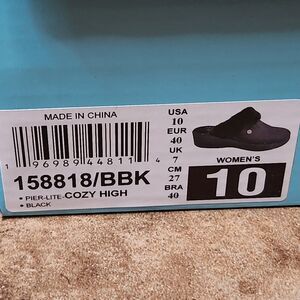 MADE IN CHINA
USA
10
EUR
40
UK
7
CM
27
BRA
40
1 96989 44811 4
158818/BBK
• PIER-LITE-COZY HIGH
• BLACK
WOMEN'S
10